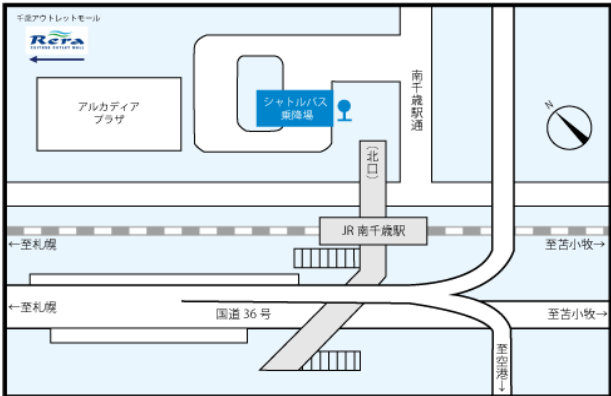 千歳アウトレットモール
Rera
CHITOSE OUTLET MALL
アルカディア
プラザ
シャトルバス
乗降場
南千歳駅通
N
(北口)
JR 南千歳駅
←至札幌
至苫小牧→
←至札幌
国道 36 号
至苫小牧→
至空港→